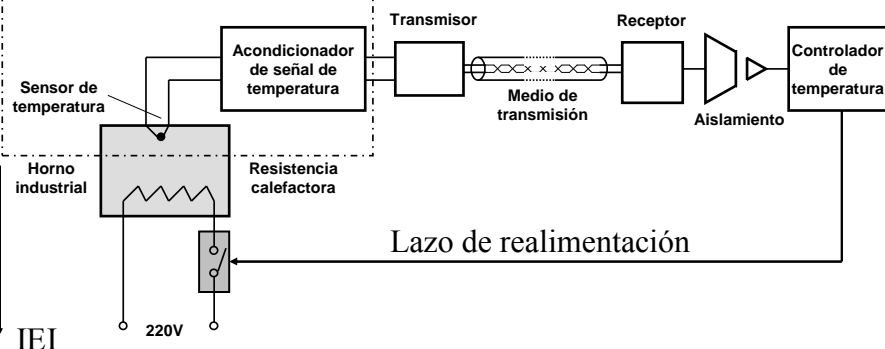 Transmisor
Receptor
Acondicionador
de señal de
temperatura
Controlador
de
temperatura
Sensor de
temperatura
Medio de
transmisión
Aislamiento
Horno
industrial
Resistencia
calefactora
Lazo de realimentación
220V
IEI